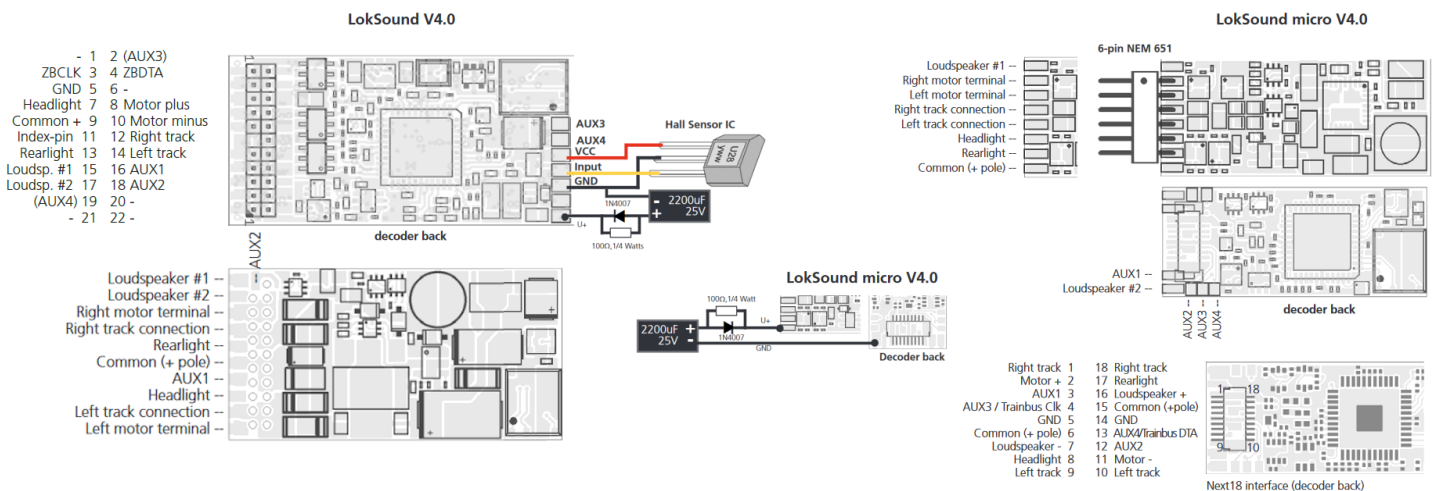 LokSound V4.0
- 1 2 (AUX3)
ZBCLK 3 4 ZBDTA
GND 5 6 -
Headlight 7 8 Motor plus
Common + 9 10 Motor minus
Index-pin 11 12 Right track
Rearlight 13 14 Left track
Loudsp. #1 15 16 AUX1
Loudsp. #2 17 18 AUX2
(AUX4) 19 20 -
- 21 22 -
1
AUX3
AUX4
VCC
Input
GND
U+
Hall Sensor IC
U2B
yww
1N4007
- 2200uF
+ 25V
100Ω,1/4 Watts
decoder back
AUX2 --
Loudspeaker #1 --
Loudspeaker #2 --
Right motor terminal --
Right track connection --
Rearlight --
Common (+ pole) --
AUX1 --
Headlight --
Left track connection --
Left motor terminal --
LokSound micro V4.0
100Ω,1/4 Watt
U+
2200uF +
25V -
1N4007
GND
Decoder back
LokSound micro V4.0
6-pin NEM 651
Loudspeaker #1 --
Right motor terminal --
Left motor terminal --
Right track connection --
Left track connection --
Headlight --
Rearlight --
Common (+ pole) --
AUX1 --
Loudspeaker #2 --
AUX2 --
AUX3 --
AUX4 --
decoder back
Right track 1 18 Right track
Motor + 2 17 Rearlight
AUX1 3 16 Loudspeaker +
AUX3 / Trainbus Clk 4 15 Common (+pole)
GND 5 14 GND
Common (+ pole) 6 13 AUX4/Trainbus DTA
Loudspeaker - 7 12 AUX2
Headlight 8 11 Motor -
Left track 9 10 Left track
1 18
9 10
Next18 interface (decoder back)